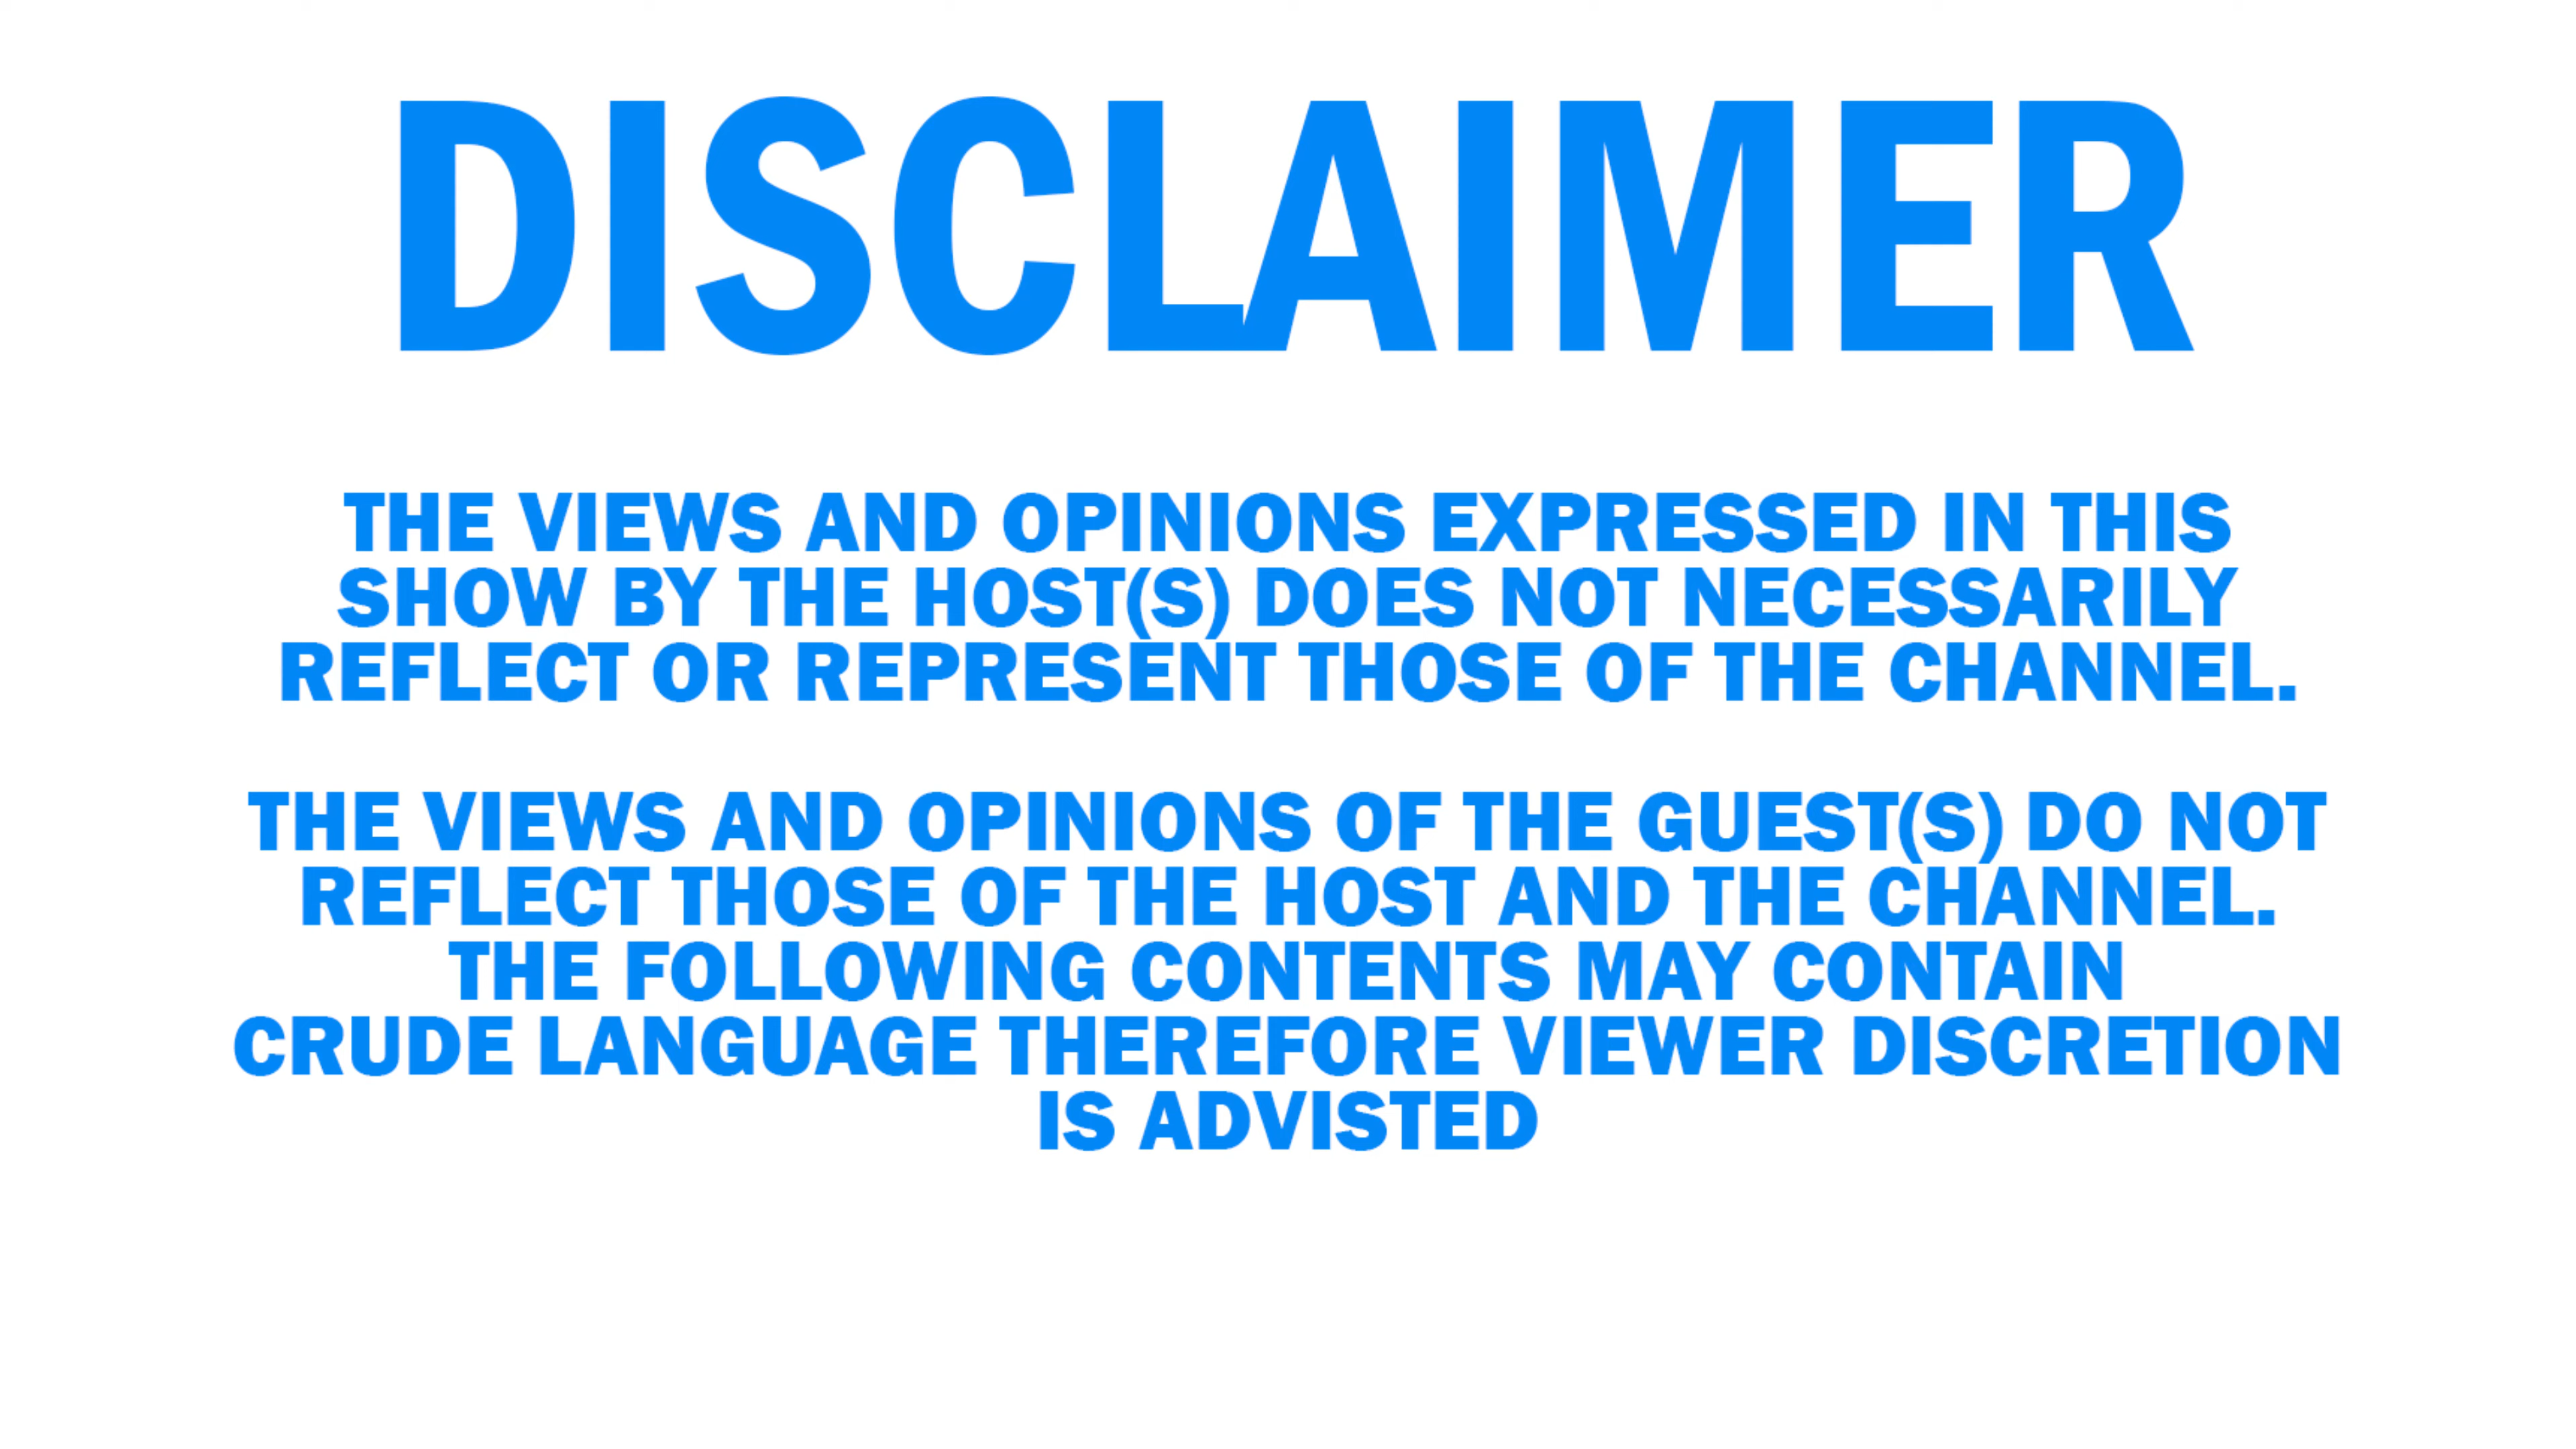 DISCLAIMER
THE VIEWS AND OPINIONS EXPRESSED IN THIS
SHOW BY THE HOST(S) DOES NOT NECESSARILY
REFLECT OR REPRESENT THOSE OF THE CHANNEL.
THE VIEWS AND OPINIONS OF THE GUEST(S) DO NOT
REFLECT THOSE OF THE HOST AND THE CHANNEL.
THE FOLLOWING CONTENTS MAY CONTAIN
CRUDE LANGUAGE THEREFORE VIEWER DISCRETION
IS ADVISTED